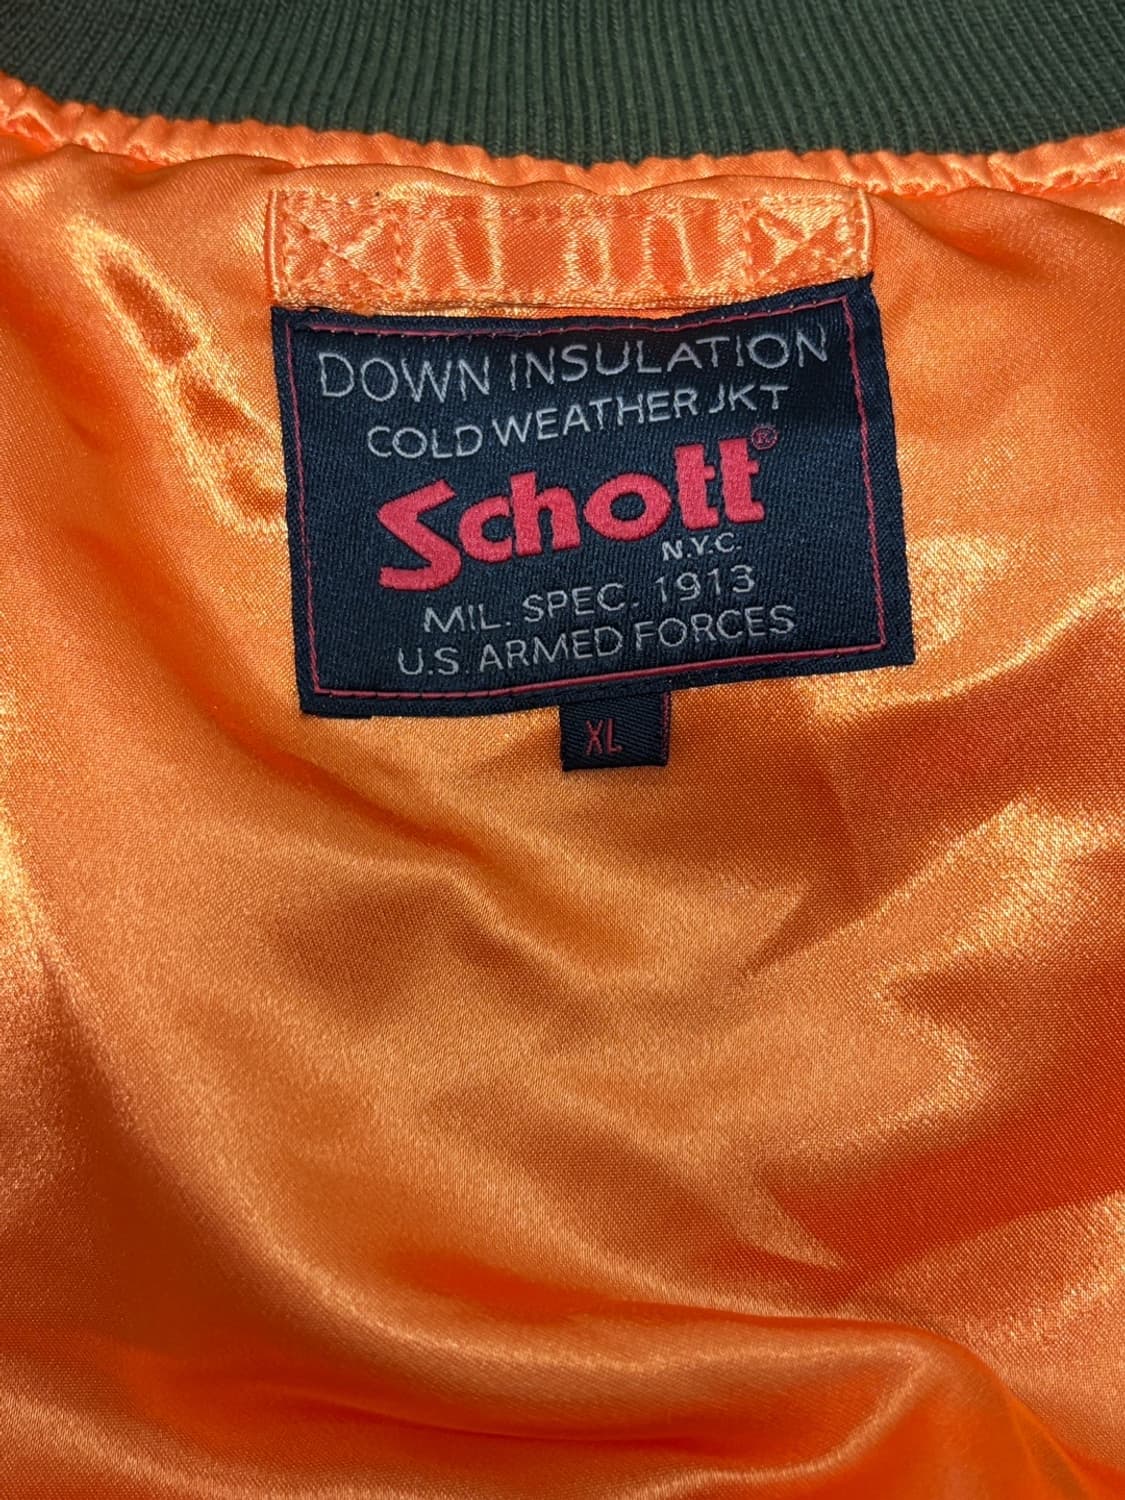 DOWN INSULATION
COLD WEATHER JKT
Schott®
N.Y.C.
MIL. SPEC. 1913
U.S. ARMED FORCES
XL